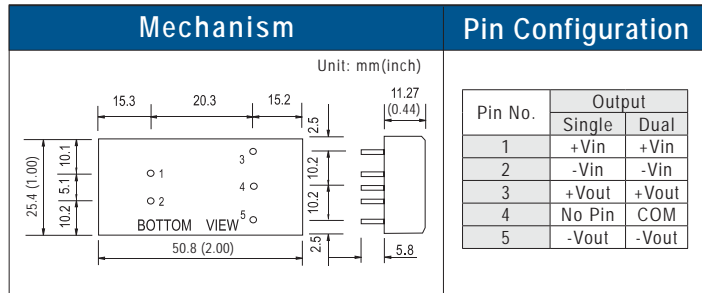 Mechanism
Pin Configuration
Unit: mm(inch)
15.3
20.3
15.2
11.27
(0.44)
2.5
10.2
10.2
2.5
25.4 (1.00)
10.1
5.1
10.2
1
2
3
4
5
BOTTOM VIEW
50.8 (2.00)
5.8
Pin No. Output
Single Dual
1 +Vin +Vin
2 -Vin -Vin
3 +Vout +Vout
4 No Pin COM
5 -Vout -Vout